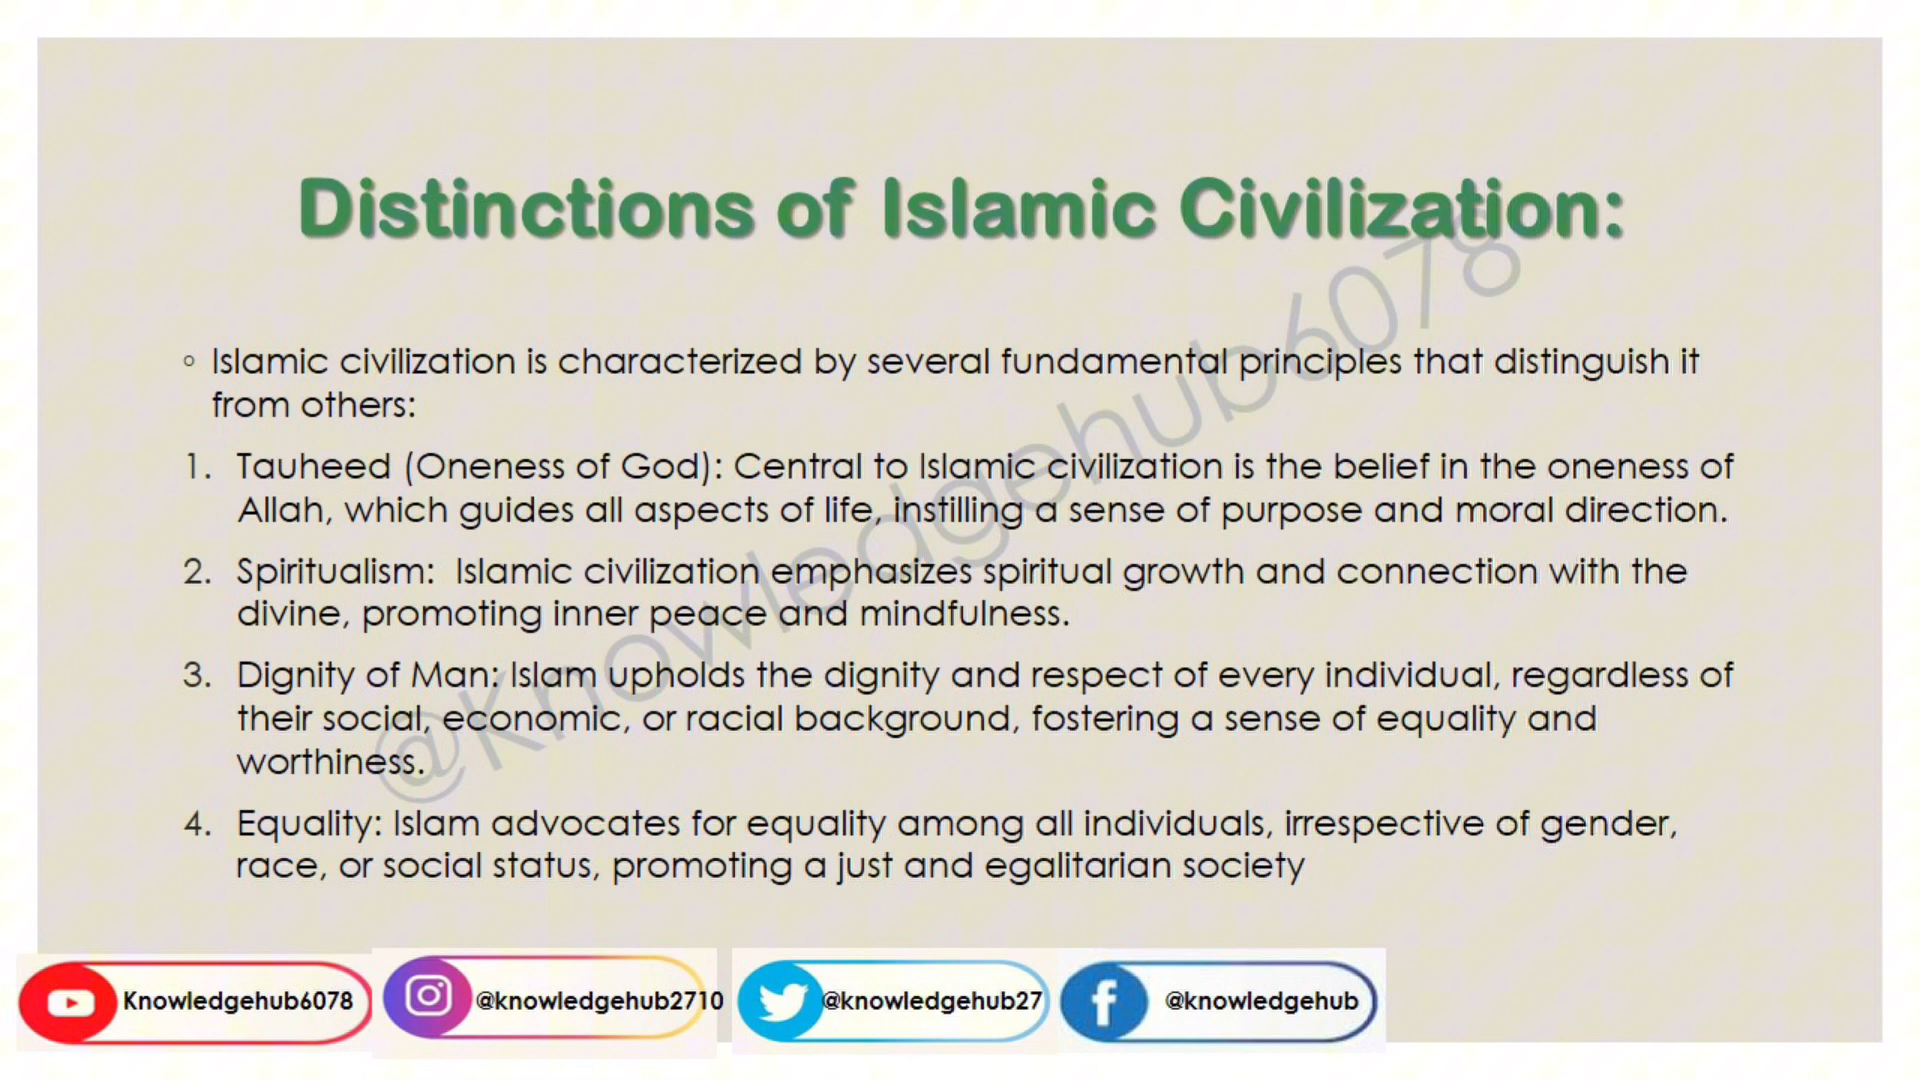 Distinctions of Islamic Civilization:
◦ Islamic civilization is characterized by several fundamental principles that distinguish it
from others:
1. Tauheed (Oneness of God): Central to Islamic civilization is the belief in the oneness of
Allah, which guides all aspects of life, instilling a sense of purpose and moral direction.
2. Spiritualism: Islamic civilization emphasizes spiritual growth and connection with the
divine, promoting inner peace and mindfulness.
3. Dignity of Man: Islam upholds the dignity and respect of every individual, regardless of
their social, economic, or racial background, fostering a sense of equality and
worthiness.
4. Equality: Islam advocates for equality among all individuals, irrespective of gender,
race, or social status, promoting a just and egalitarian society
@Knowledgehub6078
Knowledgehub6078
@knowledgehub2710
@knowledgehub27
@knowledgehub